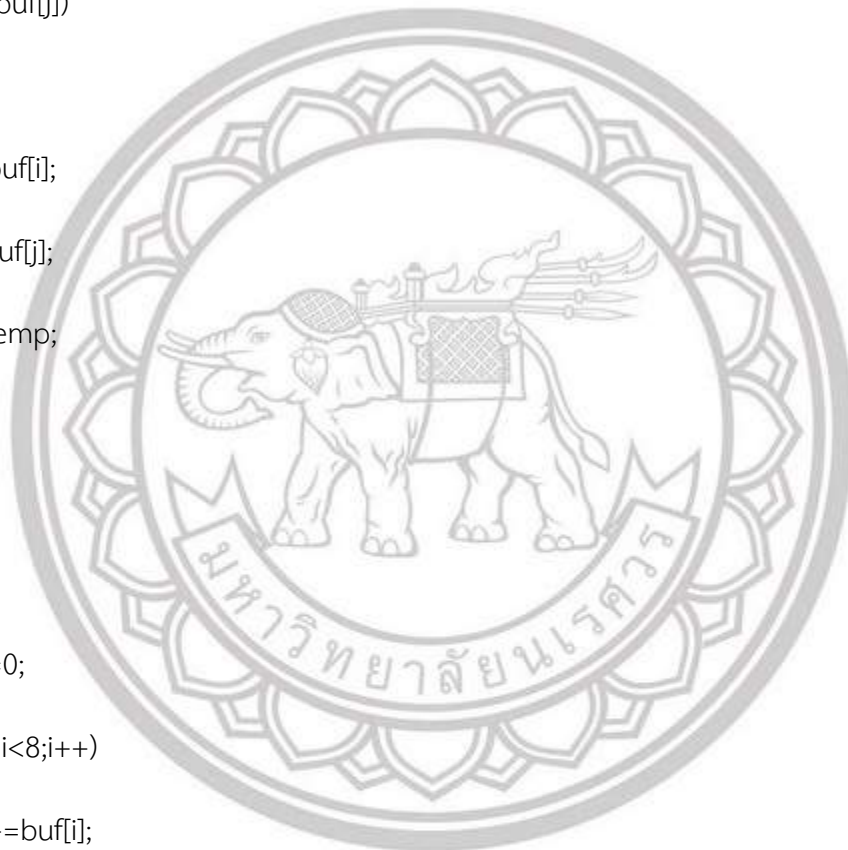 buf[j])
buf[i];
uf[j];
emp;
มหาวิทยาลัยนเรศวร
=0;
i<8;i++)
+=buf[i];